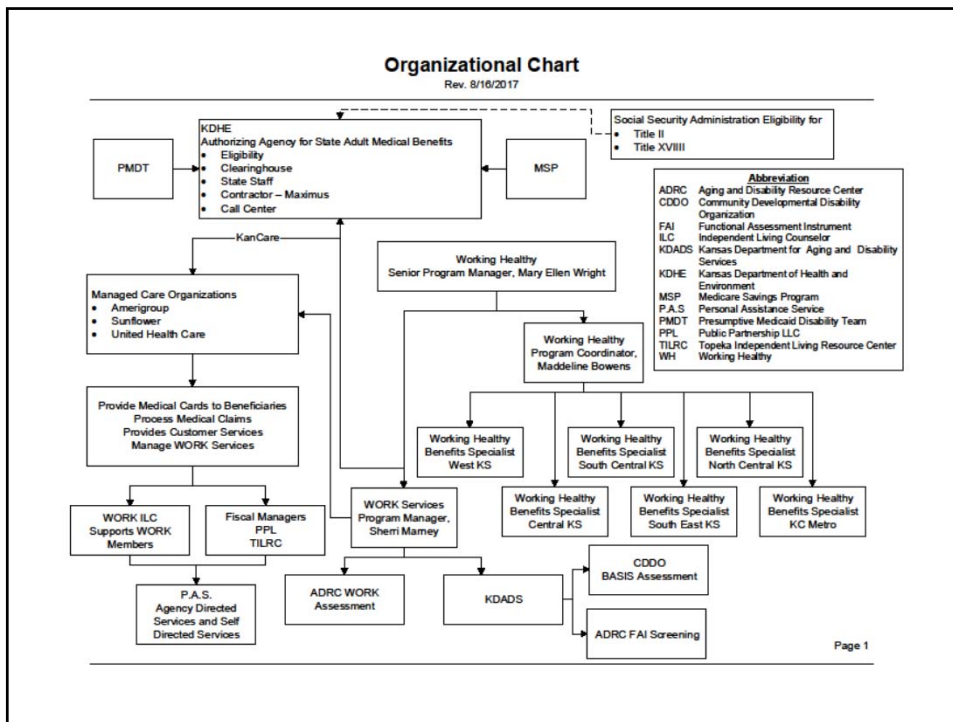 Organizational Chart
Rev. 8/16/2017
KDHE
Authorizing Agency for State Adult Medical Benefits
• Eligibility
• Clearinghouse
• State Staff
• Contractor – Maximus
• Call Center
Social Security Administration Eligibility for
• Title II
• Title XVIIII
PMDT
MSP
Abbreviation
ADRC Aging and Disability Resource Center
CDDO Community Developmental Disability
Organization
FAI Functional Assessment Instrument
ILC Independent Living Counselor
KDADS Kansas Department for Aging and Disability
Services
KDHE Kansas Department of Health and
Environment
MSP Medicare Savings Program
P.A.S Personal Assistance Service
PMDT Presumptive Medicaid Disability Team
PPL Public Partnership LLC
TILRC Topeka Independent Living Resource Center
WH Working Healthy
KanCare
Working Healthy
Senior Program Manager, Mary Ellen Wright
Managed Care Organizations
• Amerigroup
• Sunflower
• United Health Care
Working Healthy
Program Coordinator,
Maddeline Bowens
Provide Medical Cards to Beneficiaries
Process Medical Claims
Provides Customer Services
Manage WORK Services
Working Healthy
Benefits Specialist
West KS
Working Healthy
Benefits Specialist
South Central KS
Working Healthy
Benefits Specialist
North Central KS
Working Healthy
Benefits Specialist
Central KS
Working Healthy
Benefits Specialist
South East KS
Working Healthy
Benefits Specialist
KC Metro
WORK ILC
Supports WORK
Members
Fiscal Managers
PPL
TILRC
WORK Services
Program Manager,
Sherri Marney
P.A.S.
Agency Directed
Services and Self
Directed Services
ADRC WORK
Assessment
KDADS
CDDO
BASIS Assessment
ADRC FAI Screening
Page 1